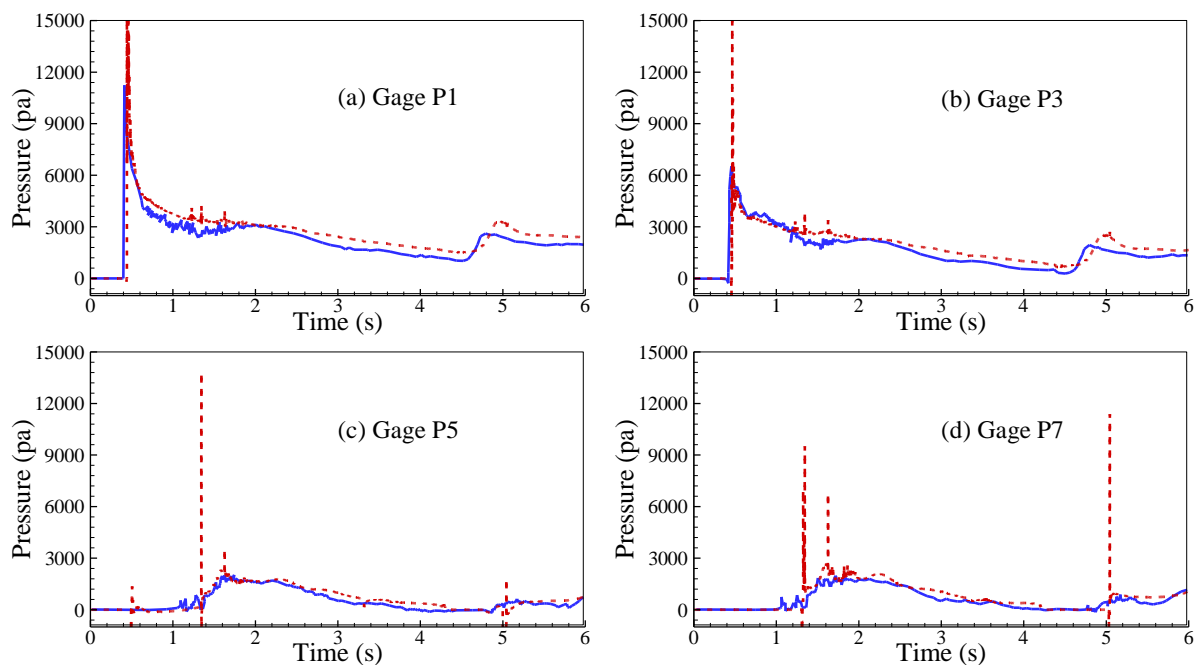 15000
12000
9000
6000
3000
0
Pressure (pa)
(a) Gage P1
0 1 2 3 4 5 6
Time (s)
15000
12000
9000
6000
3000
0
Pressure (pa)
(b) Gage P3
0 1 2 3 4 5 6
Time (s)
15000
12000
9000
6000
3000
0
Pressure (pa)
(c) Gage P5
0 1 2 3 4 5 6
Time (s)
15000
12000
9000
6000
3000
0
Pressure (pa)
(d) Gage P7
0 1 2 3 4 5 6
Time (s)